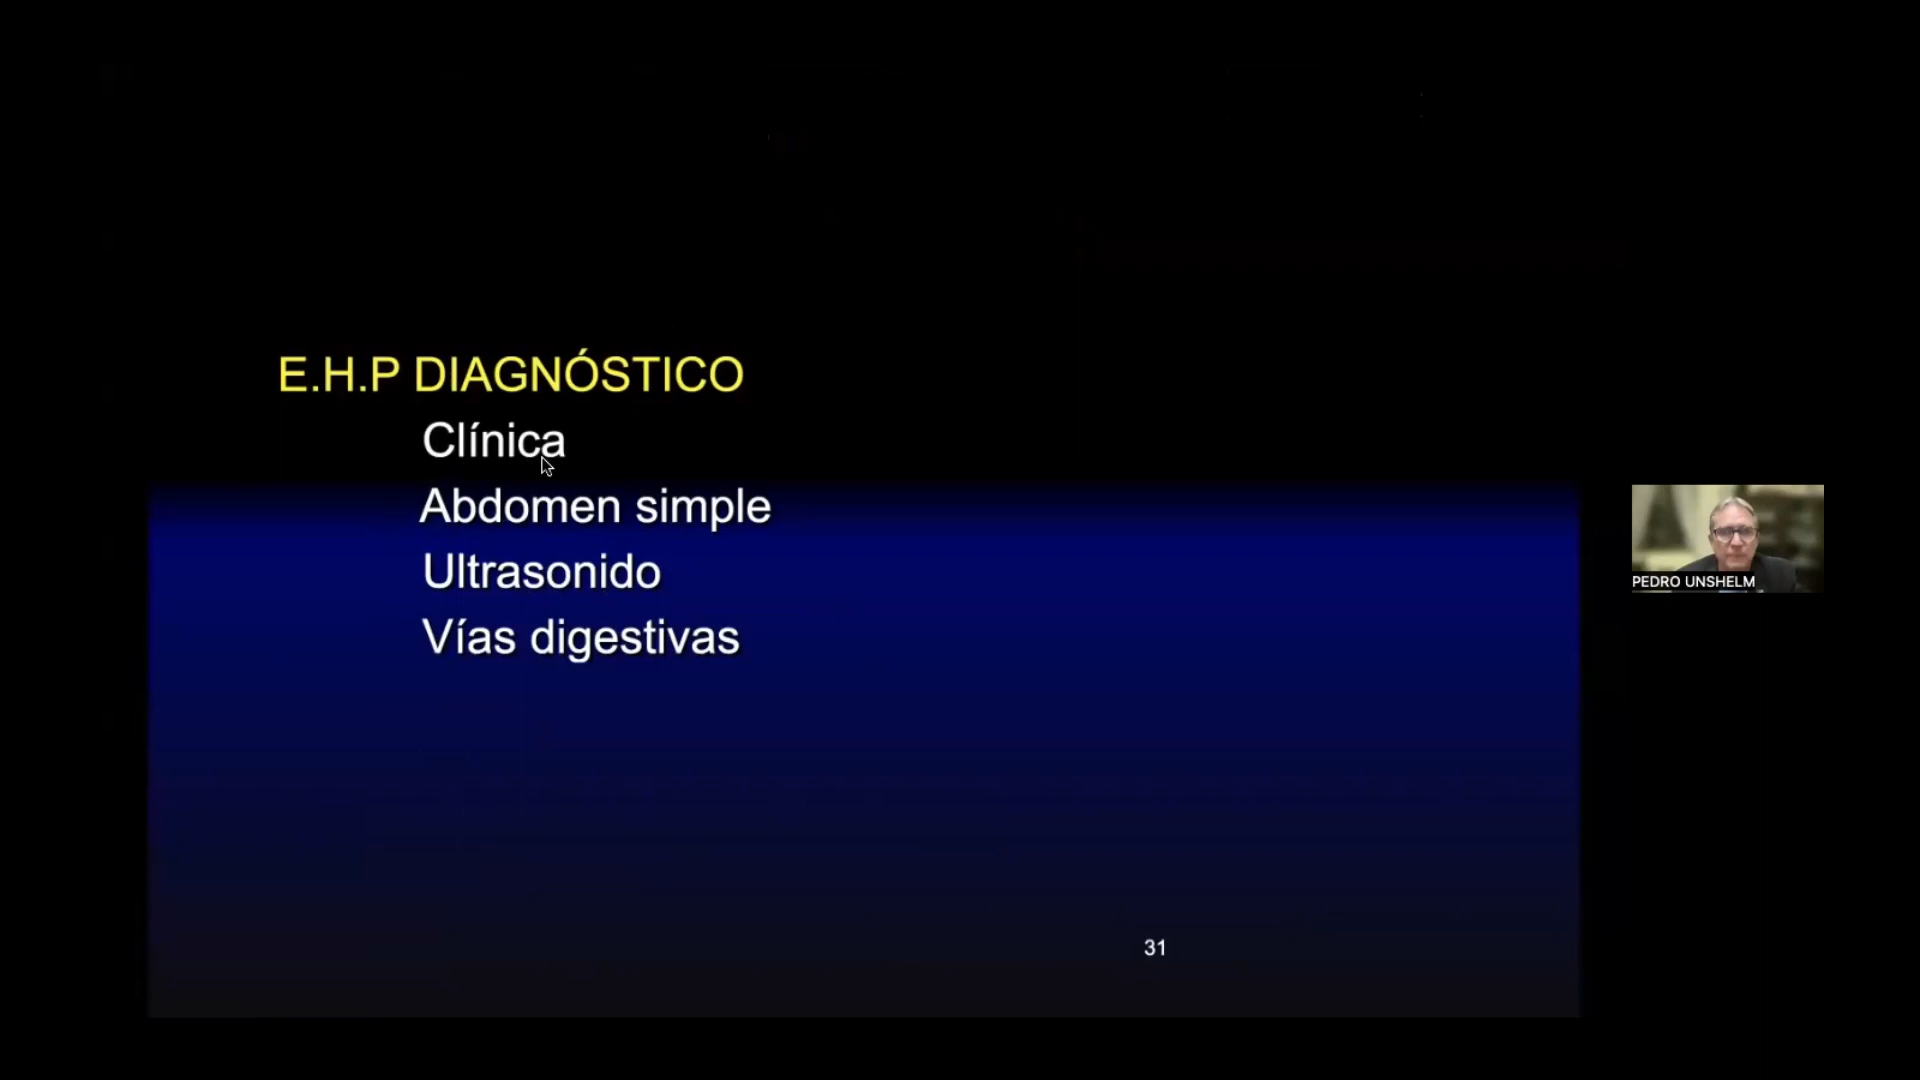 E.H.P DIAGNÓSTICO
Clínica
Abdomen simple
Ultrasonido
Vías digestivas
PEDRO UNSHELM
31